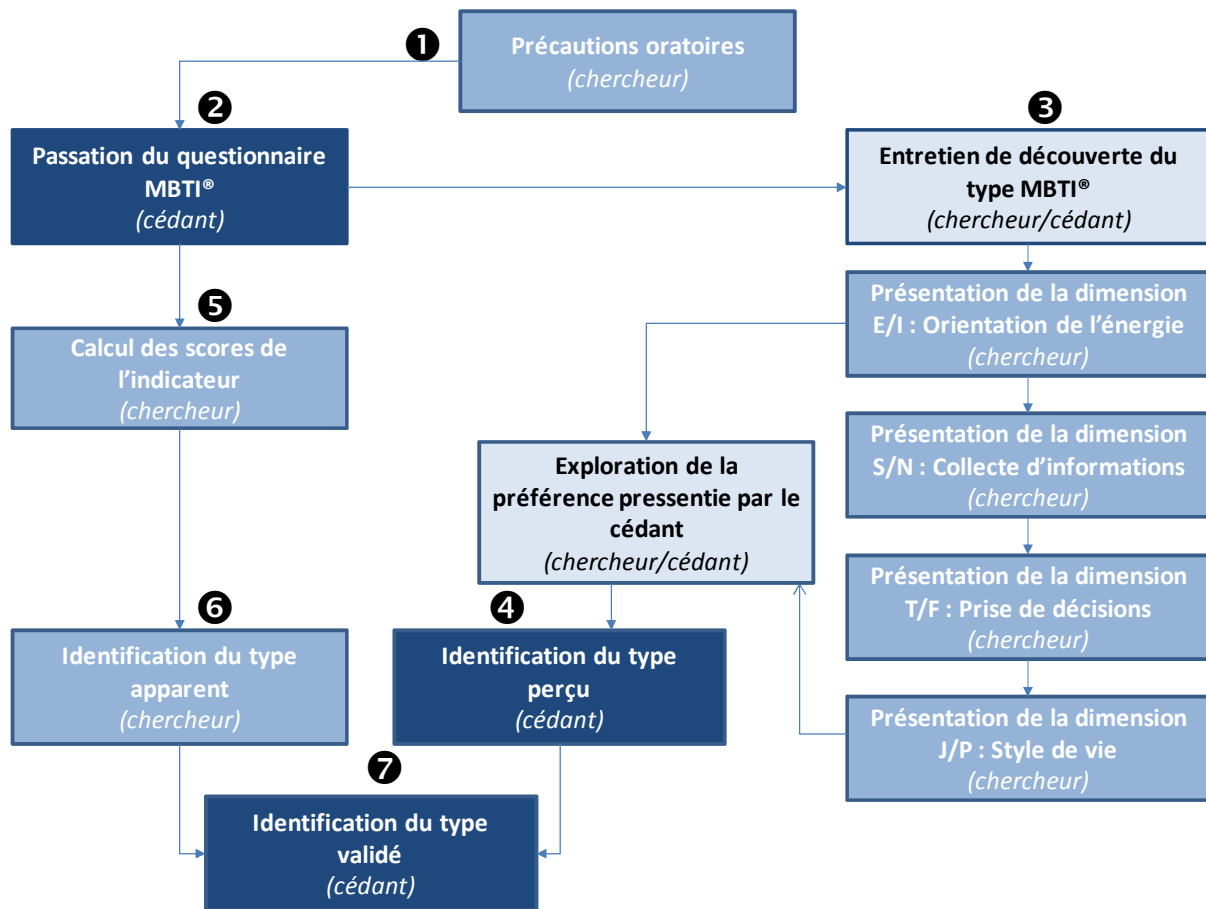 ❶
Précautions oratoires
(chercheur)
❷
Passation du questionnaire
MBTI®
(cédant)
❸
Entretien de découverte du
type MBTI®
(chercheur/cédant)
Présentation de la dimension
E/I : Orientation de l’énergie
(chercheur)
Présentation de la dimension
S/N : Collecte d’informations
(chercheur)
Présentation de la dimension
T/F : Prise de décisions
(chercheur)
Présentation de la dimension
J/P : Style de vie
(chercheur)
Exploration de la
préférence pressentie par le
cédant
(chercheur/cédant)
❹
Identification du type
perçu
(cédant)
❺
Calcul des scores de
l’indicateur
(chercheur)
❻
Identification du type
apparent
(chercheur)
❼
Identification du type
validé
(cédant)